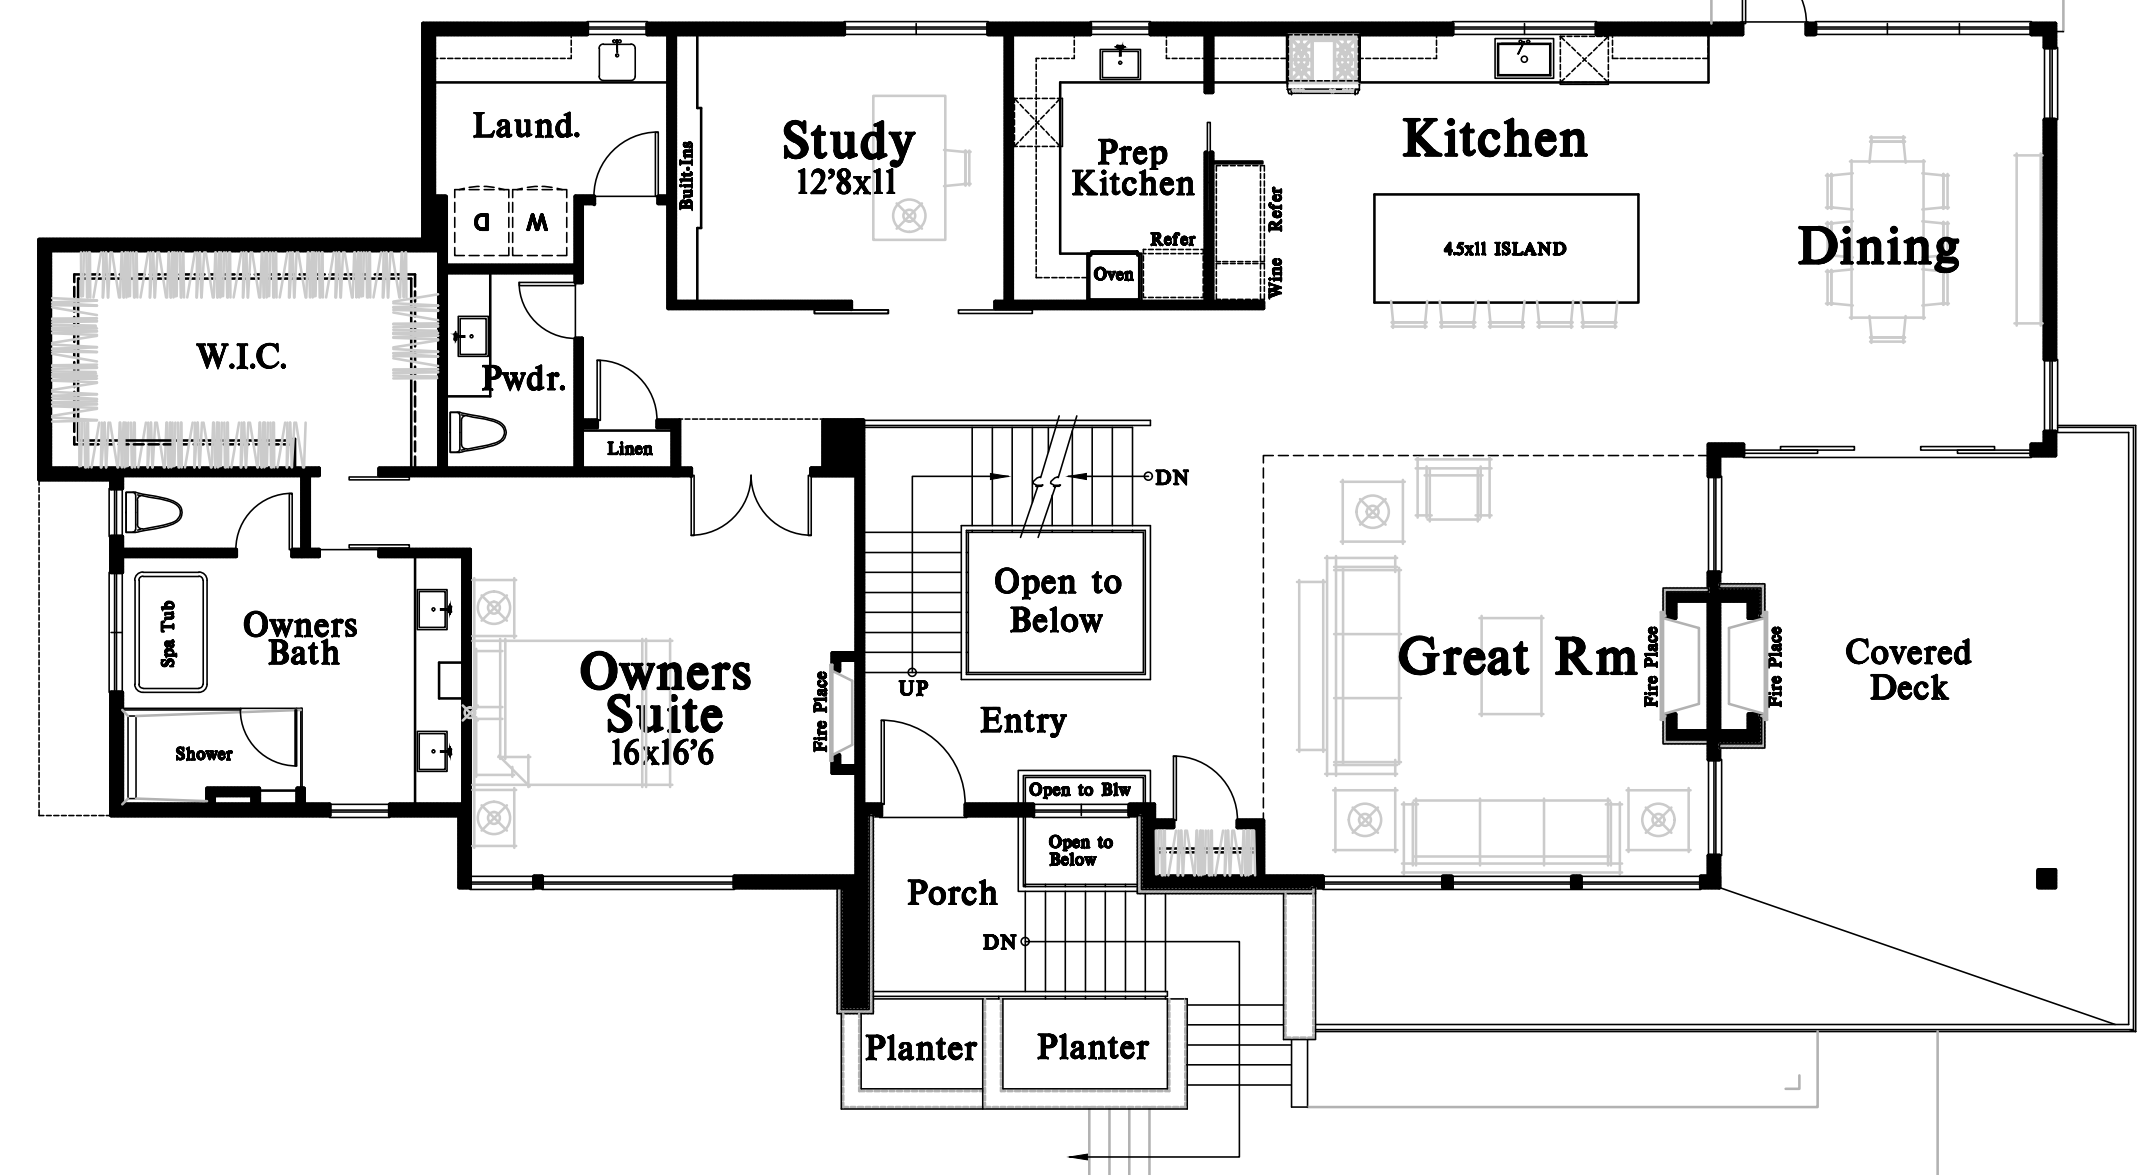 Laund.
D
W
Built-Ins
Study
12'8x11
Prep
Kitchen
Refer
Oven
Refer
Wine
Kitchen
4.5x11 ISLAND
Dining
W.I.C.
Pwdr.
Linen
DN
UP
Open to
Below
Spa Tub
Owners
Bath
Shower
Owners
Suite
16x16'6
Fire Place
Entry
Great Rm
Fire Place
Fire Place
Covered
Deck
Open to Blw
Open to
Below
Porch
DN
Planter
Planter